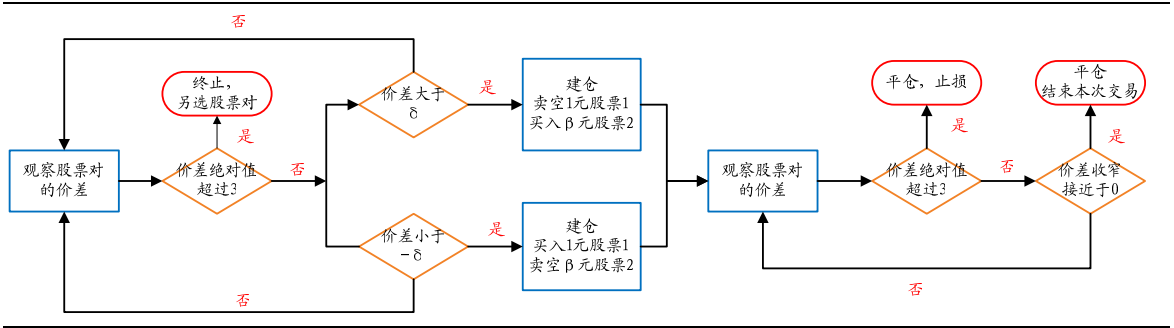 否
终止，
另选股票对
是
观察股票对
的价差
价差绝对值
超过3
否
价差大于
δ
是
建仓
卖空1元股票1
买入β元股票2
价差小于
－δ
是
建仓
买入1元股票1
卖空β元股票2
否
观察股票对
的价差
平仓，止损
是
价差绝对值
超过3
否
平仓
结束本次交易
是
价差收窄
接近于0
否